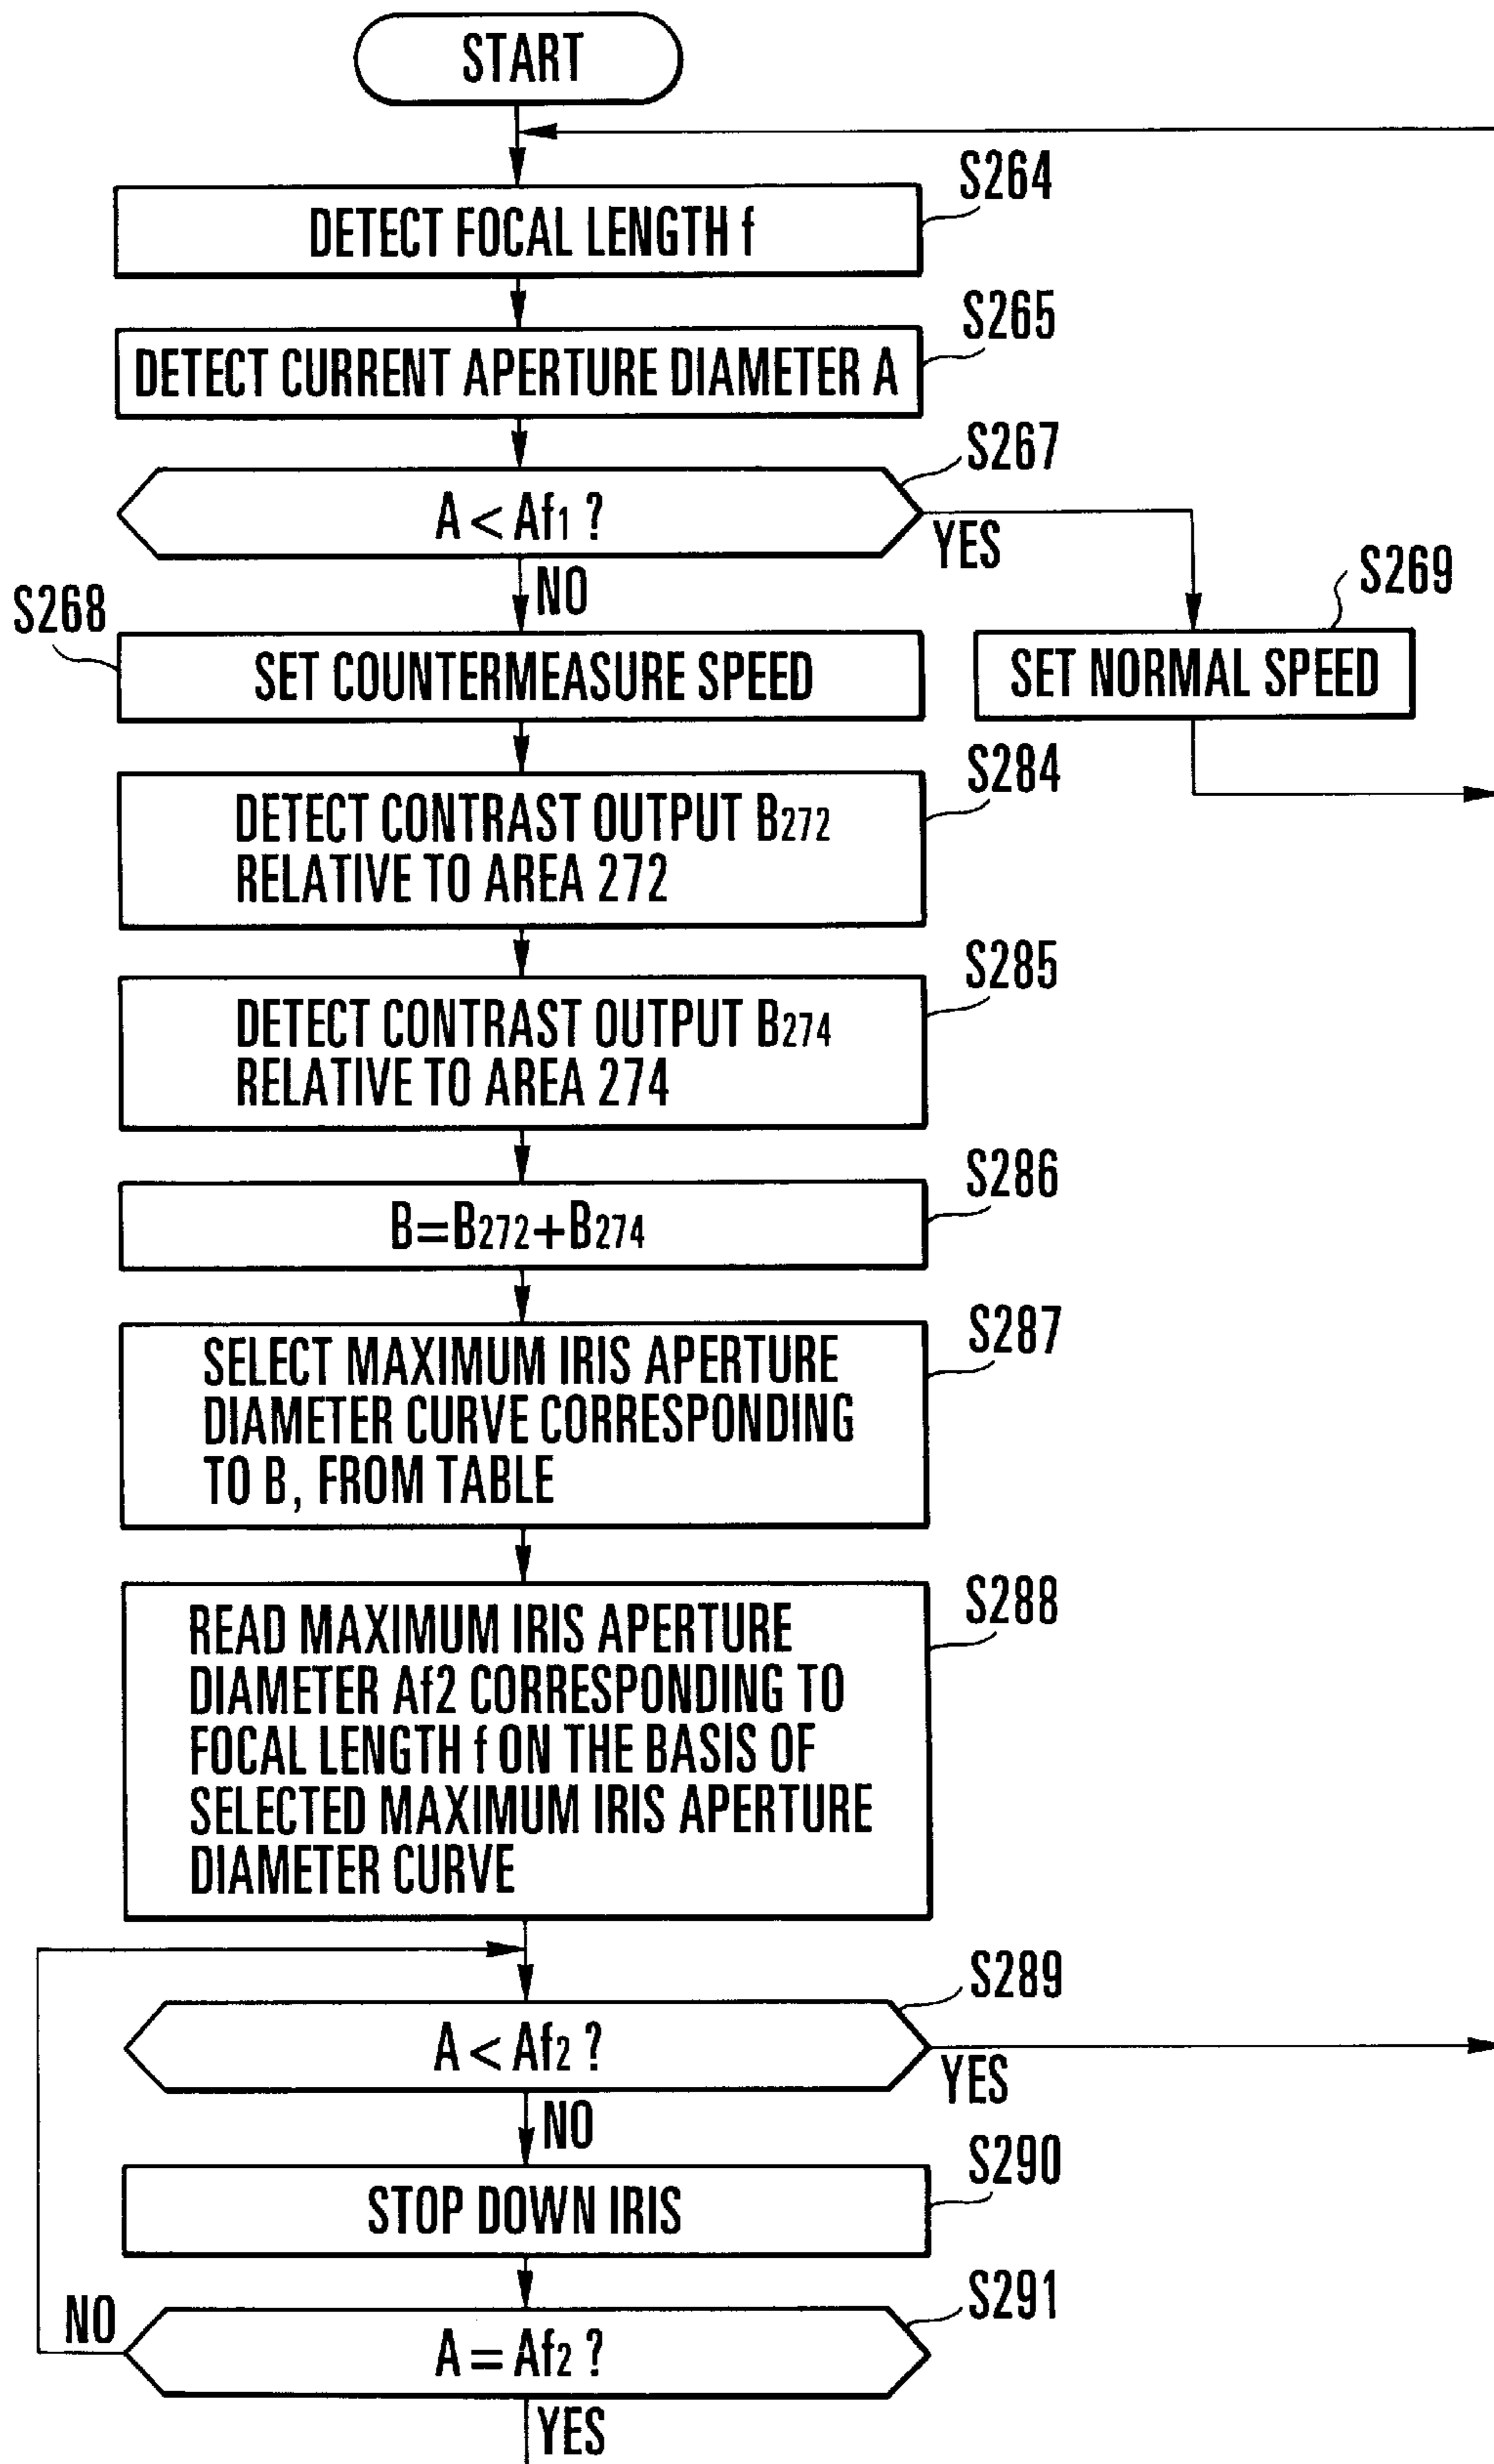 START
S264
DETECT FOCAL LENGTH f
S265
DETECT CURRENT APERTURE DIAMETER A
S267
A < Af1 ?
YES
NO
S268
SET COUNTERMEASURE SPEED
S269
SET NORMAL SPEED
S284
DETECT CONTRAST OUTPUT B272
RELATIVE TO AREA 272
S285
DETECT CONTRAST OUTPUT B274
RELATIVE TO AREA 274
S286
B=B272+B274
S287
SELECT MAXIMUM IRIS APERTURE
DIAMETER CURVE CORRESPONDING
TO B, FROM TABLE
S288
READ MAXIMUM IRIS APERTURE
DIAMETER Af2 CORRESPONDING TO
FOCAL LENGTH f ON THE BASIS OF
SELECTED MAXIMUM IRIS APERTURE
DIAMETER CURVE
S289
A < Af2 ?
YES
NO
S290
STOP DOWN IRIS
S291
NO
A = Af2 ?
YES